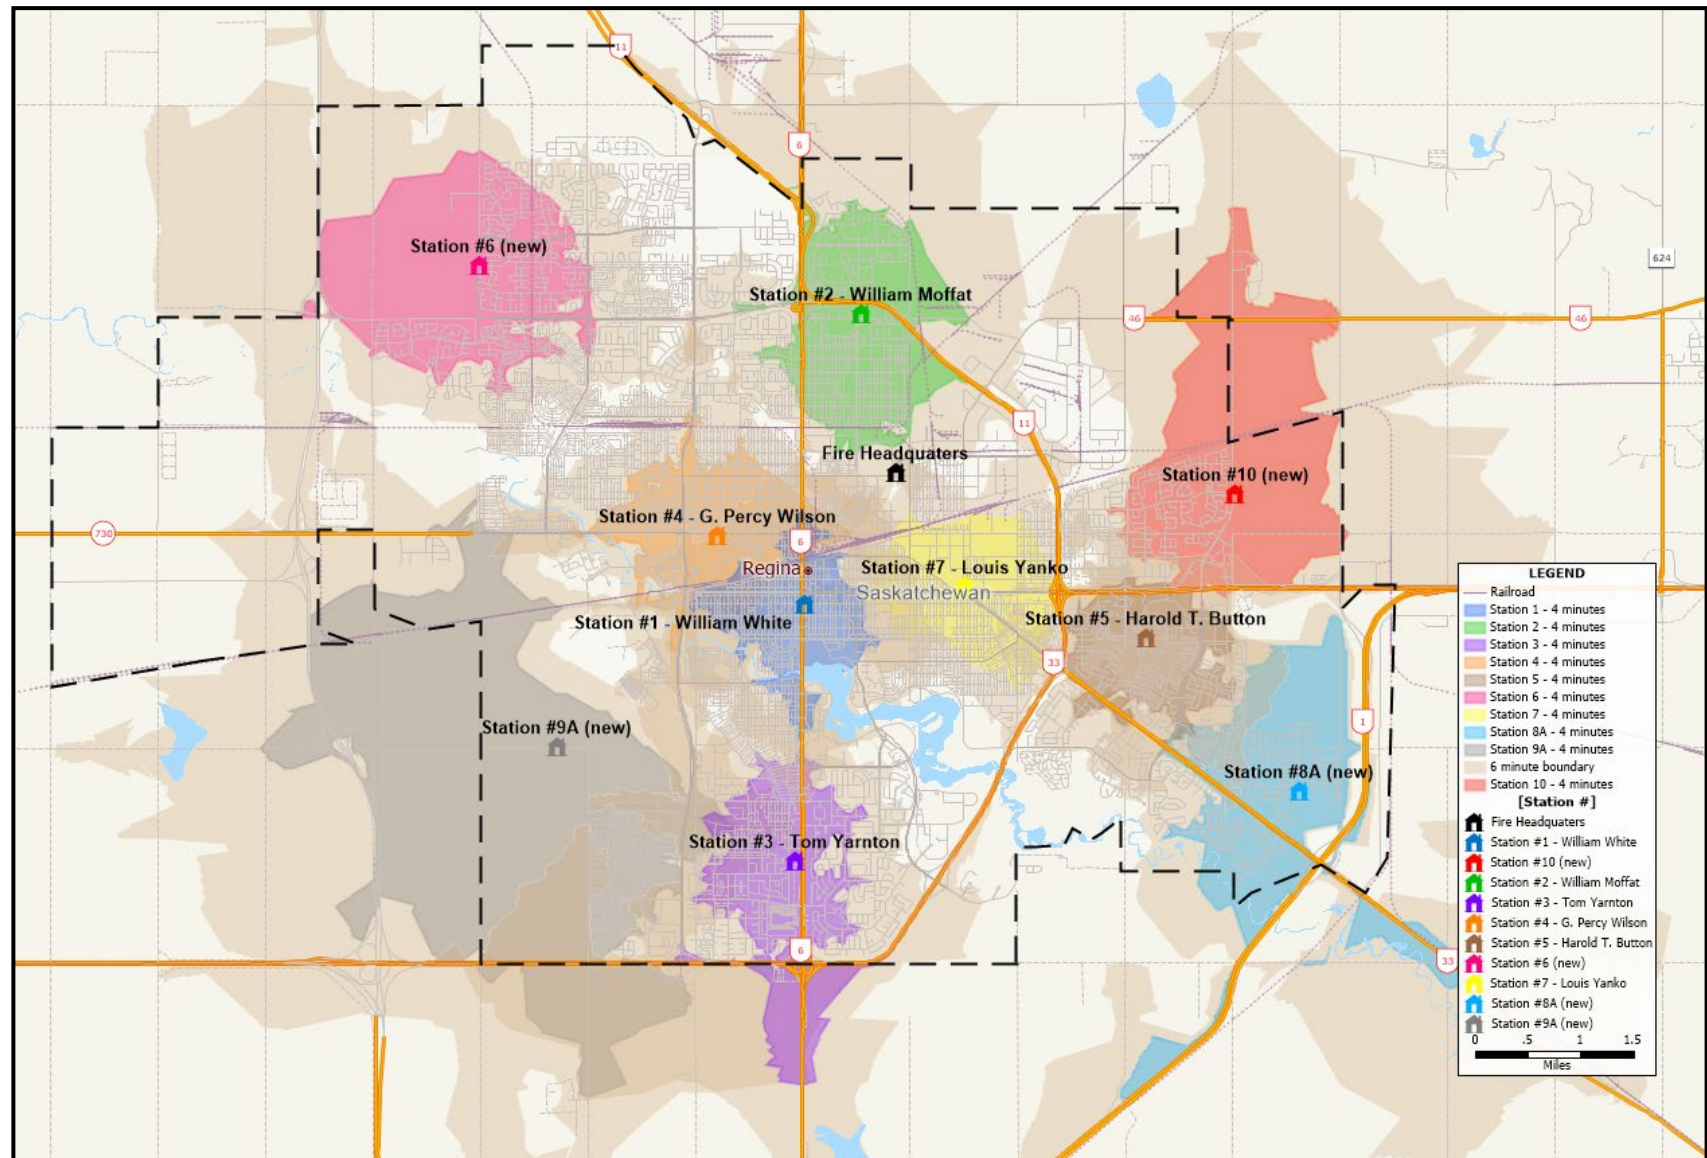 11
6
Station #6 (new)
624
Station #2 - William Moffat
46
46
11
Fire Headquaters
Station #10 (new)
Station #4 - G. Percy Wilson
730
6
Regina
Station #7 - Louis Yanko
Saskatchewan
Station #1 - William White
Station #5 - Harold T. Button
33
Station #9A (new)
1
Station #8A (new)
Station #3 - Tom Yarnton
6
33
LEGEND
Railroad
Station 1 - 4 minutes
Station 2 - 4 minutes
Station 3 - 4 minutes
Station 4 - 4 minutes
Station 5 - 4 minutes
Station 6 - 4 minutes
Station 7 - 4 minutes
Station 8A - 4 minutes
Station 9A - 4 minutes
6 minute boundary
Station 10 - 4 minutes
[Station #]
Fire Headquaters
Station #1 - William White
Station #10 (new)
Station #2 - William Moffat
Station #3 - Tom Yarnton
Station #4 - G. Percy Wilson
Station #5 - Harold T. Button
Station #6 (new)
Station #7 - Louis Yanko
Station #8A (new)
Station #9A (new)
0 .5 1 1.5
Miles